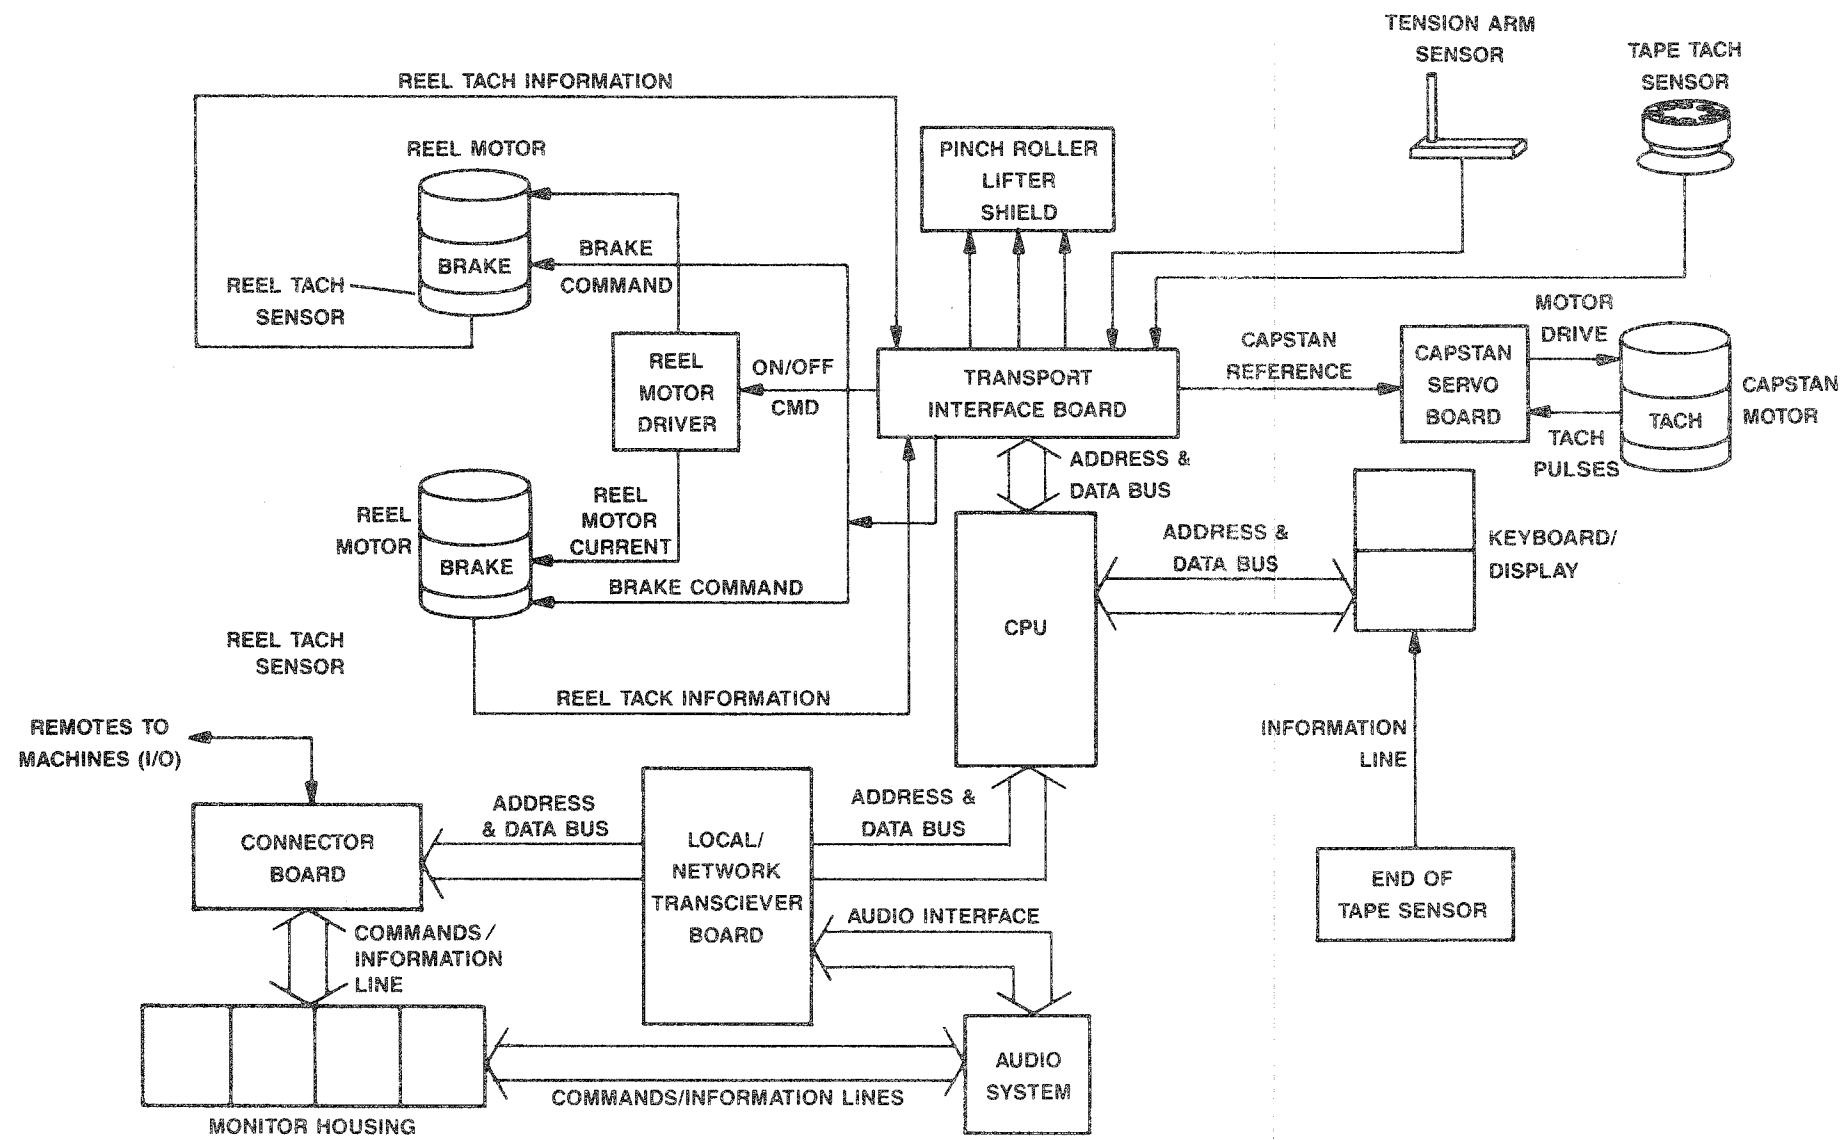 TENSION ARM
SENSOR
TAPE TACH
SENSOR
REEL TACH INFORMATION
REEL MOTOR
PINCH ROLLER
LIFTER
SHIELD
BRAKE
BRAKE
COMMAND
REEL TACH
SENSOR
MOTOR
DRIVE
REEL
MOTOR
DRIVER
ON/OFF
CMD
TRANSPORT
INTERFACE BOARD
CAPSTAN
REFERENCE
CAPSTAN
SERVO
BOARD
CAPSTAN
MOTOR
TACH
TACH
PULSES
ADDRESS &
DATA BUS
REEL
MOTOR
BRAKE
REEL
MOTOR
CURRENT
BRAKE COMMAND
ADDRESS &
DATA BUS
KEYBOARD/
DISPLAY
CPU
REEL TACH
SENSOR
REEL TACK INFORMATION
REMOTES TO
MACHINES (I/O)
INFORMATION
LINE
CONNECTOR
BOARD
ADDRESS
& DATA BUS
LOCAL/
NETWORK
TRANSCIEVER
BOARD
ADDRESS &
DATA BUS
END OF
TAPE SENSOR
AUDIO INTERFACE
COMMANDS/
INFORMATION
LINE
AUDIO
SYSTEM
COMMANDS/INFORMATION LINES
MONITOR HOUSING